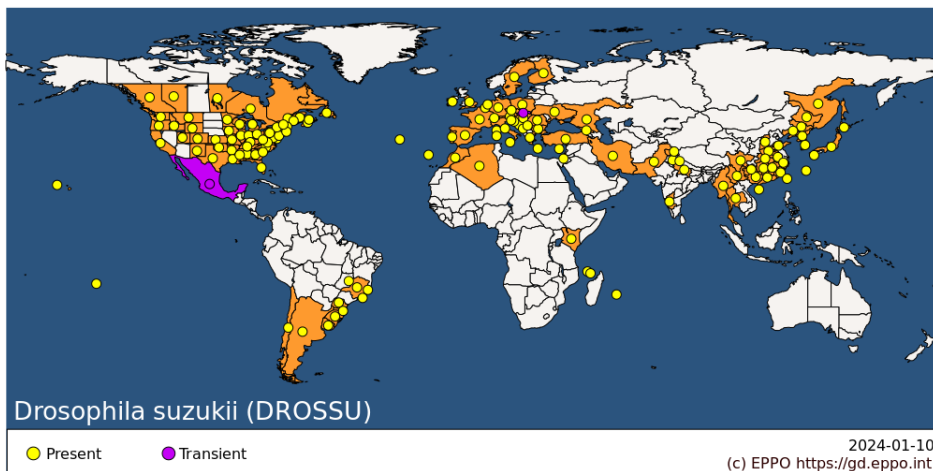 Drosophila suzukii (DROSSU)
Present
Transient
2024-01-10
(c) EPPO https://gd.eppo.int